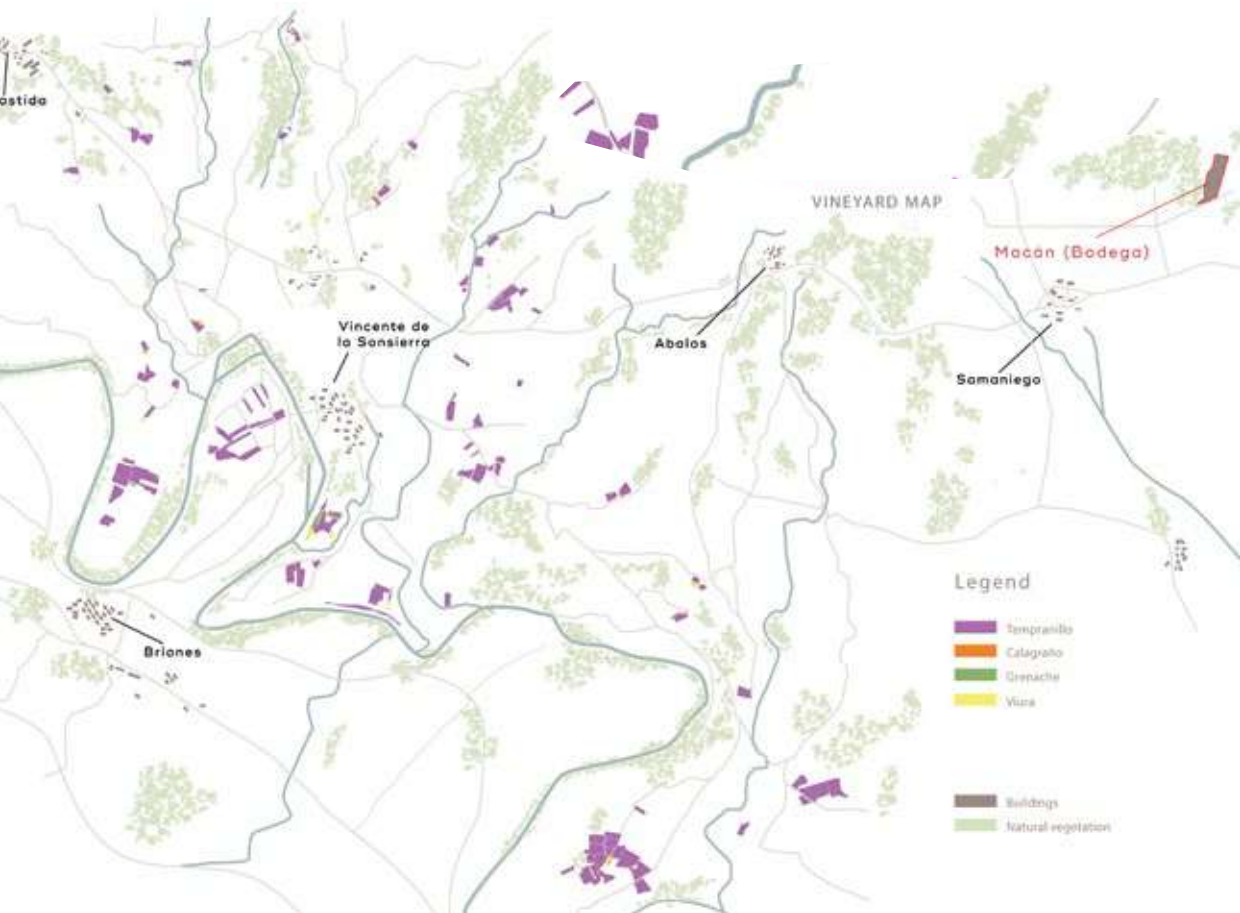 astida
VINEYARD MAP
Macán (Bodega)
Vincente de
la Sonsierra
Abalos
Samaniego
Briones
Legend
Tempranillo
Calagraño
Grenache
Viura
Buildings
Natural vegetation